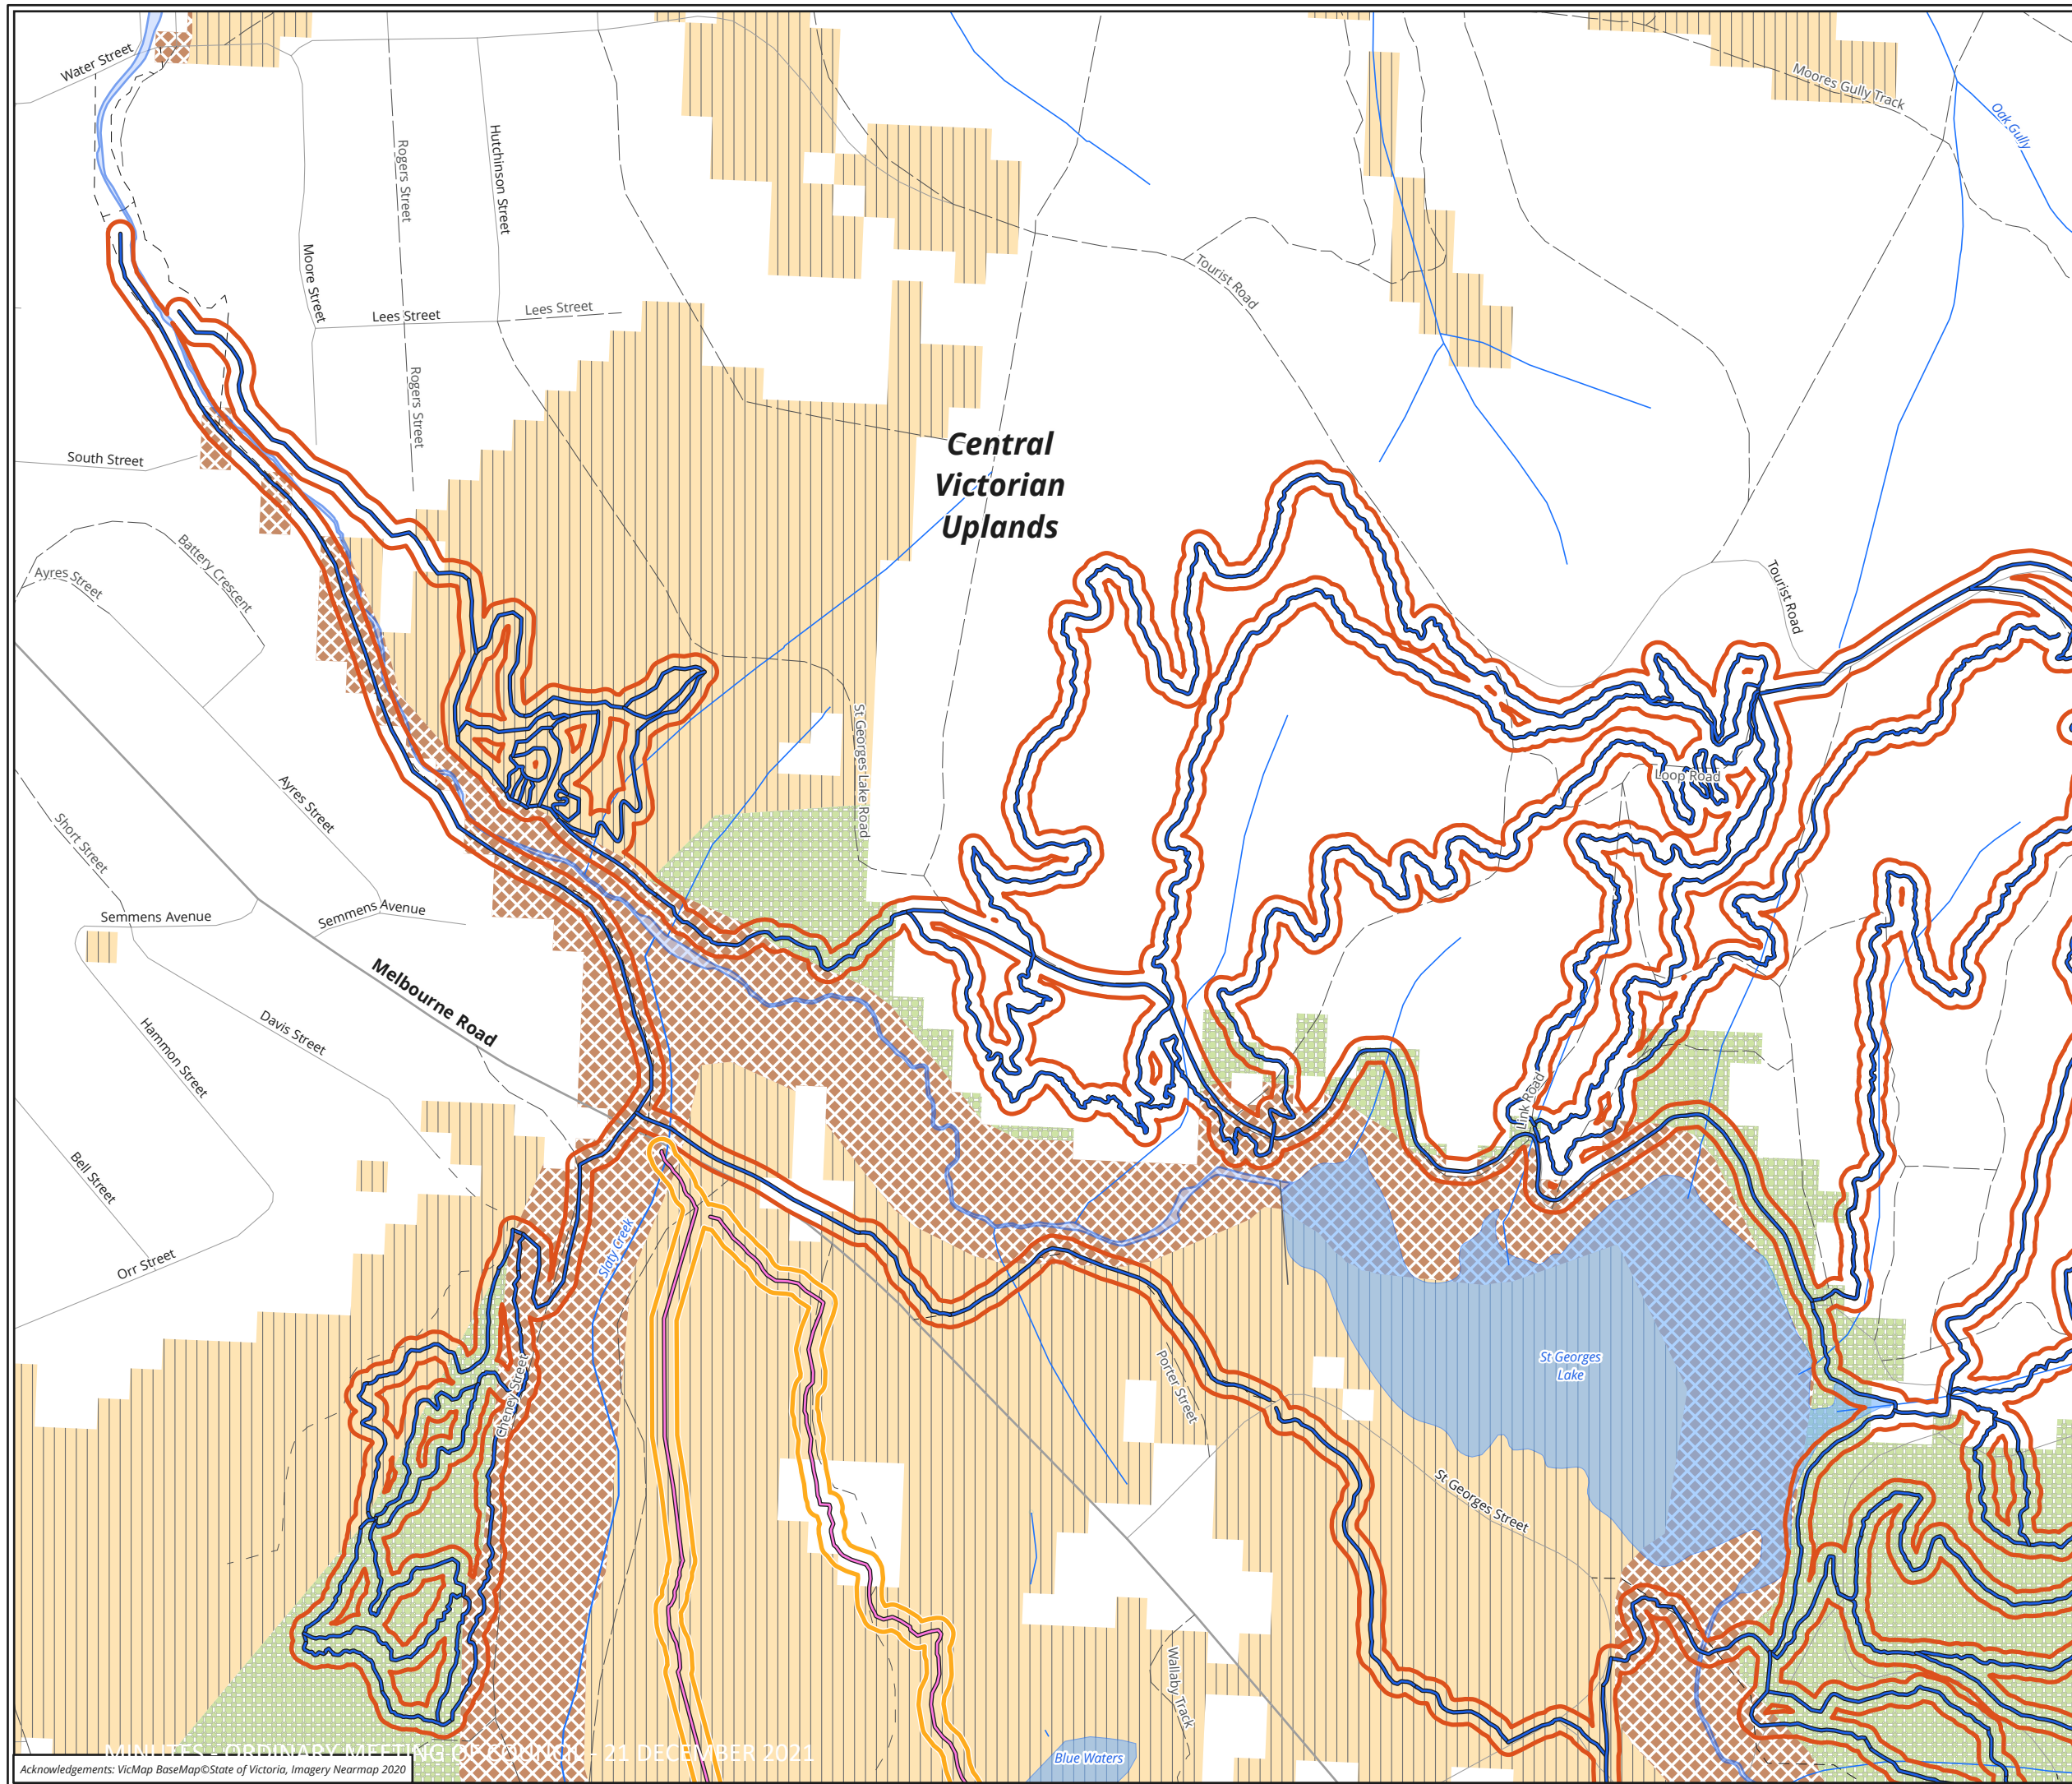 Water Street
Moores Gully Track
Oak Gully
Rogers Street
Hutchinson Street
Moore Street
Tourist Road
Lees Street
Lees Street
Rogers Street
Central
Victorian
Uplands
South Street
Battery Crescent
Ayres Street
Tourist Road
St Georges Lake Road
Loop Road
Ayres Street
Short Street
Semmens Avenue
Semmens Avenue
Melbourne Road
Davis Street
Hammon Street
Link Road
Bell Street
Slaty Creek
Orr Street
Cheney Street
Porter Street
St Georges
Lake
St Georges Street
Wallaby Track
Blue Waters
MINUTES - ORDINARY MEETING OF COUNCIL - 21 DECEMBER 2021
Acknowledgements: VicMap BaseMap©State of Victoria, Imagery Nearmap 2020